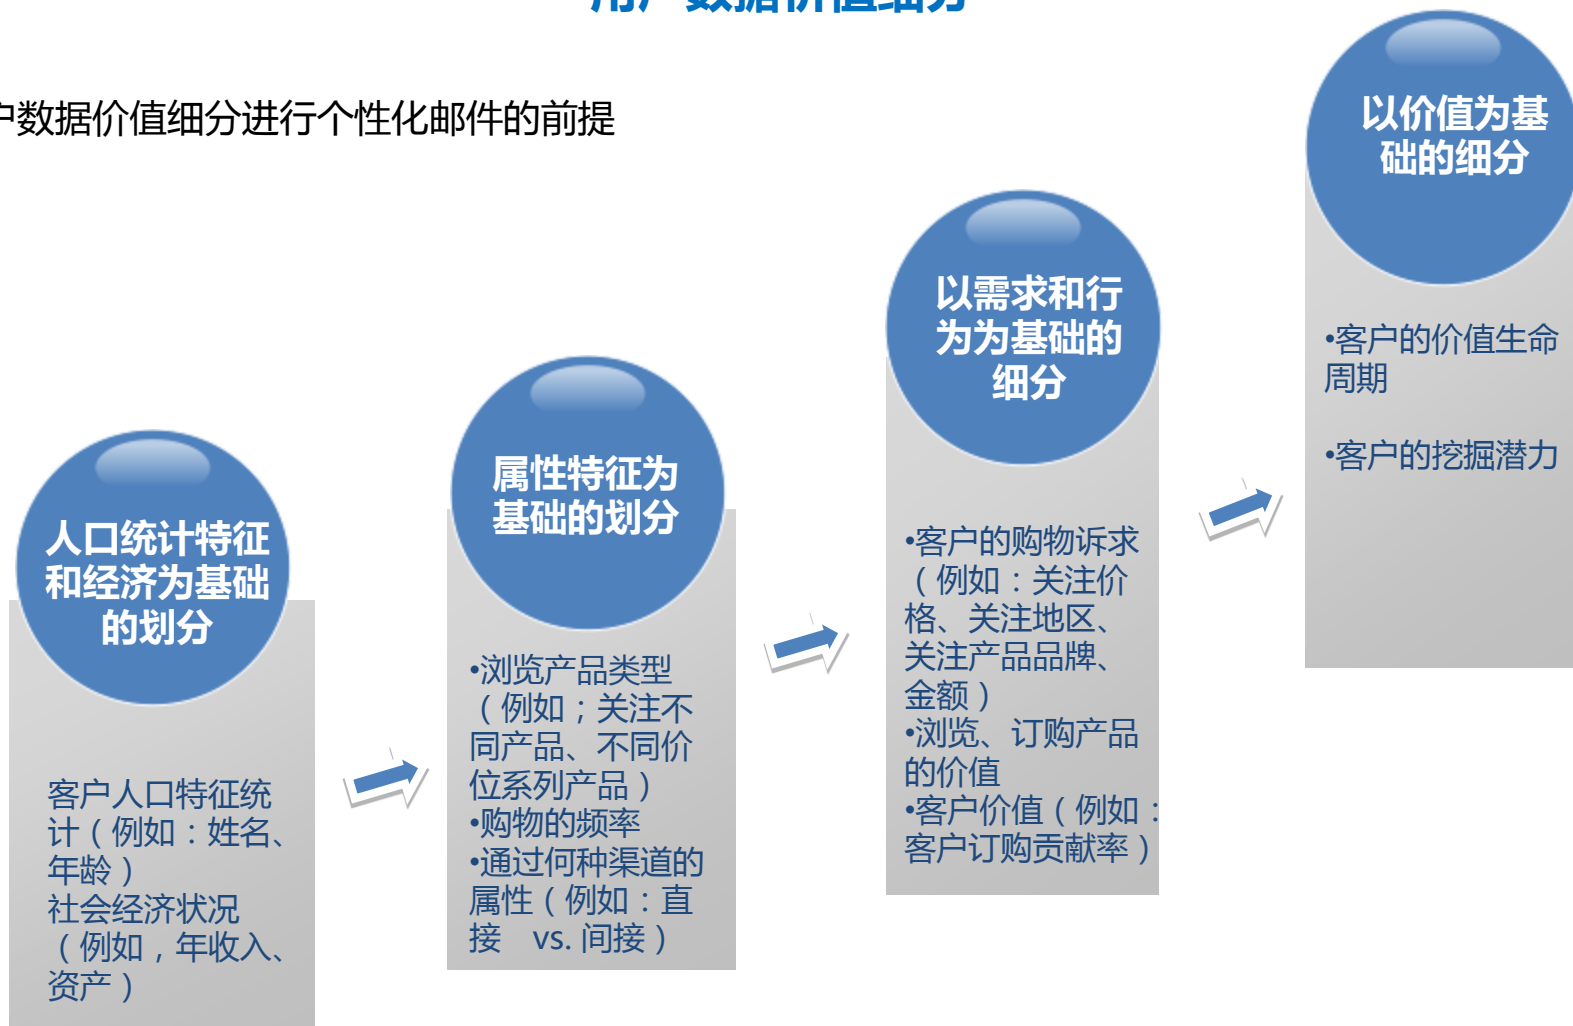 用户数据价值细分
户数据价值细分进行个性化邮件的前提
人口统计特征
和经济为基础
的划分
客户人口特征统
计（例如：姓名、
年龄）
社会经济状况
（例如，年收入、
资产）
属性特征为
基础的划分
•浏览产品类型
（例如；关注不
同产品、不同价
位系列产品）
•购物的频率
•通过何种渠道的
属性（例如：直
接 vs. 间接）
以需求和行
为为基础的
细分
•客户的购物诉求
（例如：关注价
格、关注地区、
关注产品品牌、
金额）
•浏览、订购产品
的价值
•客户价值（例如：
客户订购贡献率）
以价值为基
础的细分
•客户的价值生命
周期
•客户的挖掘潜力